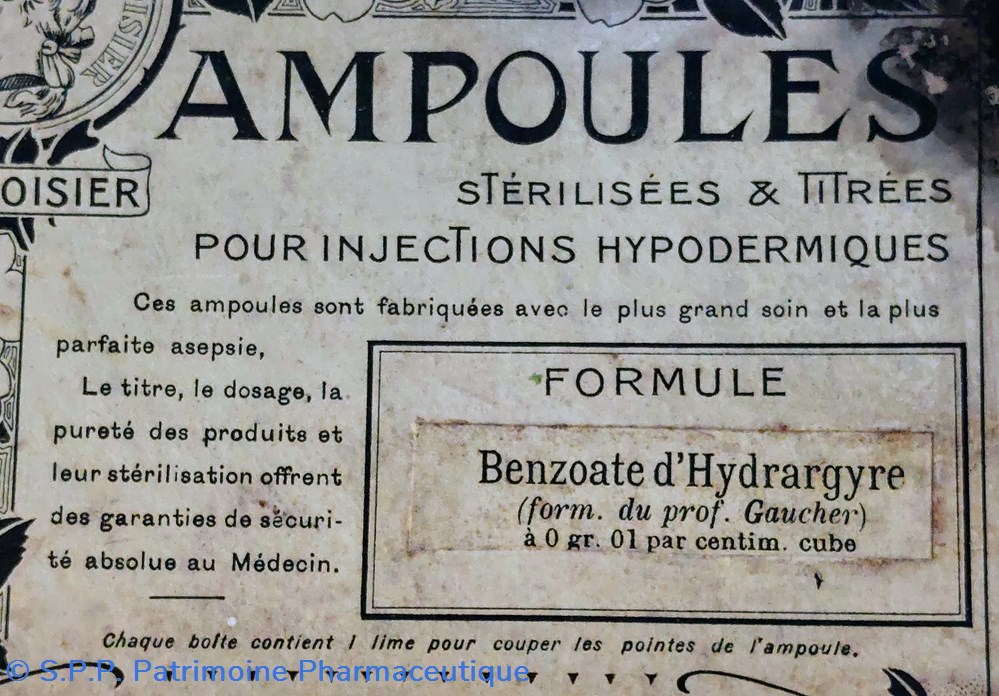 OISIER
OISIER
AMPOULES
STÉRILISÉES & TITRÉES
POUR INJECTIONS HYPODERMIQUES
Ces ampoules sont fabriquées avec le plus grand soin et la plus
parfaite asepsie,
Le titre, le dosage, la
pureté des produits et
leur stérilisation offrent
des garanties de sécuri-
té absolue au Médecin.
FORMULE
Benzoate d'Hydrargyre
(form. du prof. Gaucher)
à 0 gr. 01 par centim. cube
Chaque boîte contient 1 lime pour couper les pointes de l'ampoule.
© S.P.P. Patrimoine Pharmaceutique